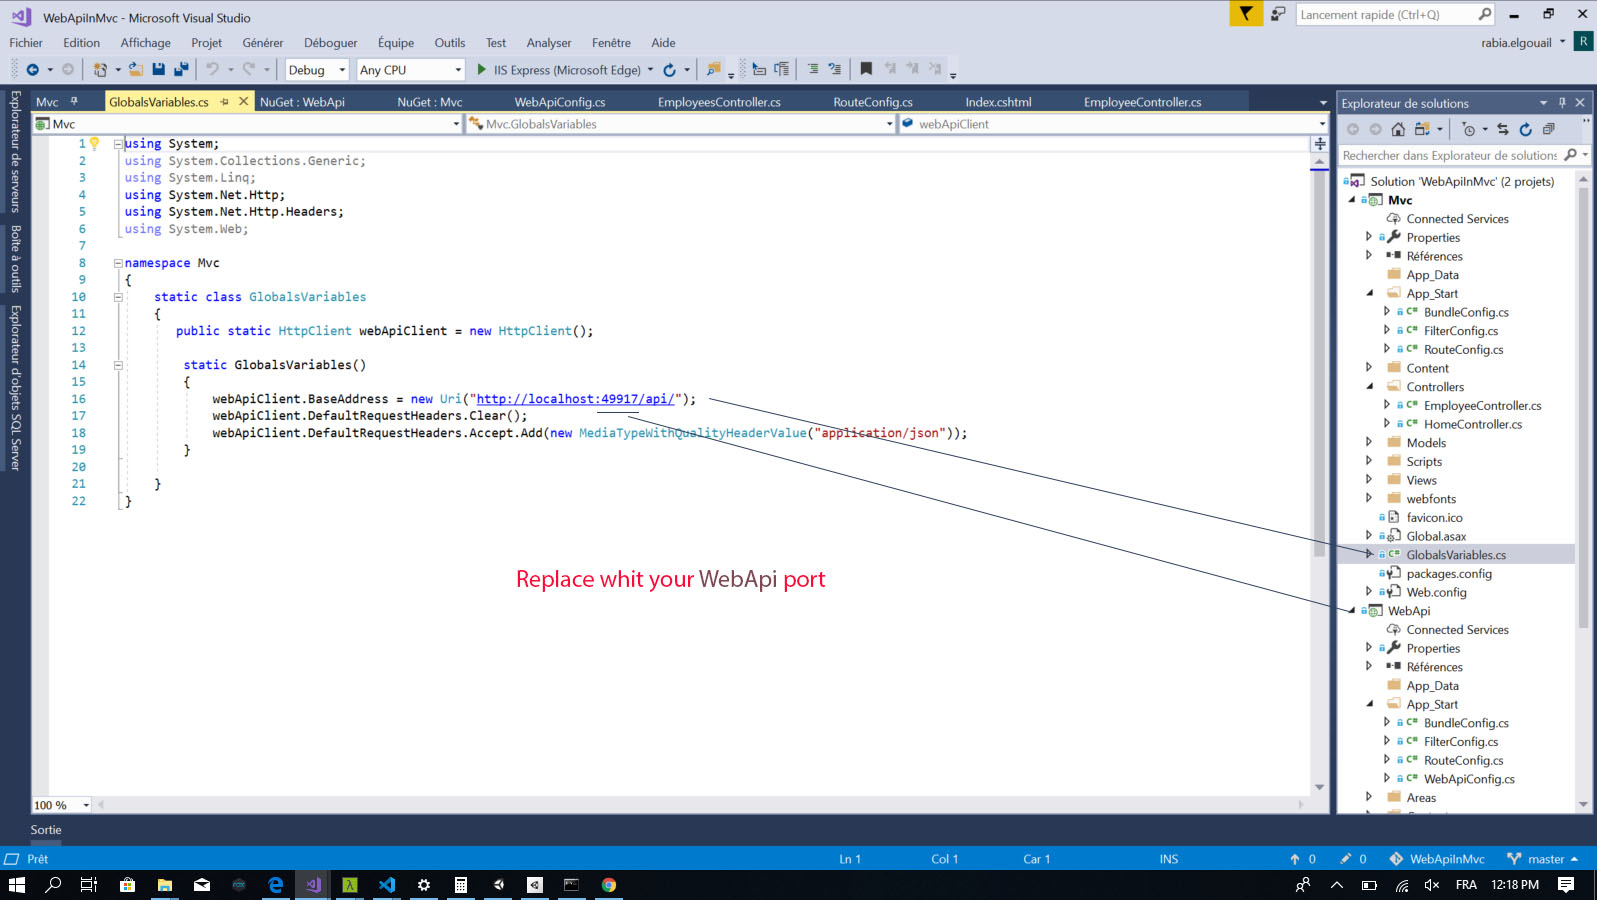 WebApiInMvc - Microsoft Visual Studio
Lancement rapide (Ctrl+Q)
Fichier Edition Affichage Projet Générer Déboguer Équipe Outils Test Analyser Fenêtre Aide
rabia.elgouail R
Debug Any CPU IIS Express (Microsoft Edge)
Explorateur de serveurs
Boîte à outils
Explorateur d'objets SQL Server
Mvc GlobalsVariables.cs NuGet : WebApi NuGet : Mvc WebApiConfig.cs EmployeesController.cs RouteConfig.cs Index.cshtml EmployeeController.cs
Mvc Mvc.GlobalsVariables webApiClient
1 using System;
2 using System.Collections.Generic;
3 using System.Linq;
4 using System.Net.Http;
5 using System.Net.Http.Headers;
6 using System.Web;
7
8 namespace Mvc
9 {
10 static class GlobalsVariables
11 {
12 public static HttpClient webApiClient = new HttpClient();
13
14 static GlobalsVariables()
15 {
16 webApiClient.BaseAddress = new Uri("http://localhost:49917/api/");
17 webApiClient.DefaultRequestHeaders.Clear();
18 webApiClient.DefaultRequestHeaders.Accept.Add(new MediaTypeWithQualityHeaderValue("application/json"));
19 }
20
21 }
22 }
Replace whit your WebApi port
100 %
Explorateur de solutions
Rechercher dans Explorateur de solutions
Solution 'WebApiInMvc' (2 projets)
Mvc
Connected Services
Properties
Références
App_Data
App_Start
C# BundleConfig.cs
C# FilterConfig.cs
C# RouteConfig.cs
Content
Controllers
C# EmployeeController.cs
C# HomeController.cs
Models
Scripts
Views
webfonts
favicon.ico
Global.asax
C# GlobalsVariables.cs
packages.config
Web.config
WebApi
Connected Services
Properties
Références
App_Data
App_Start
C# BundleConfig.cs
C# FilterConfig.cs
C# RouteConfig.cs
C# WebApiConfig.cs
Areas
Sortie
Prêt Ln 1 Col 1 Car 1 INS 0 0 WebApiInMvc master
FRA 12:18 PM